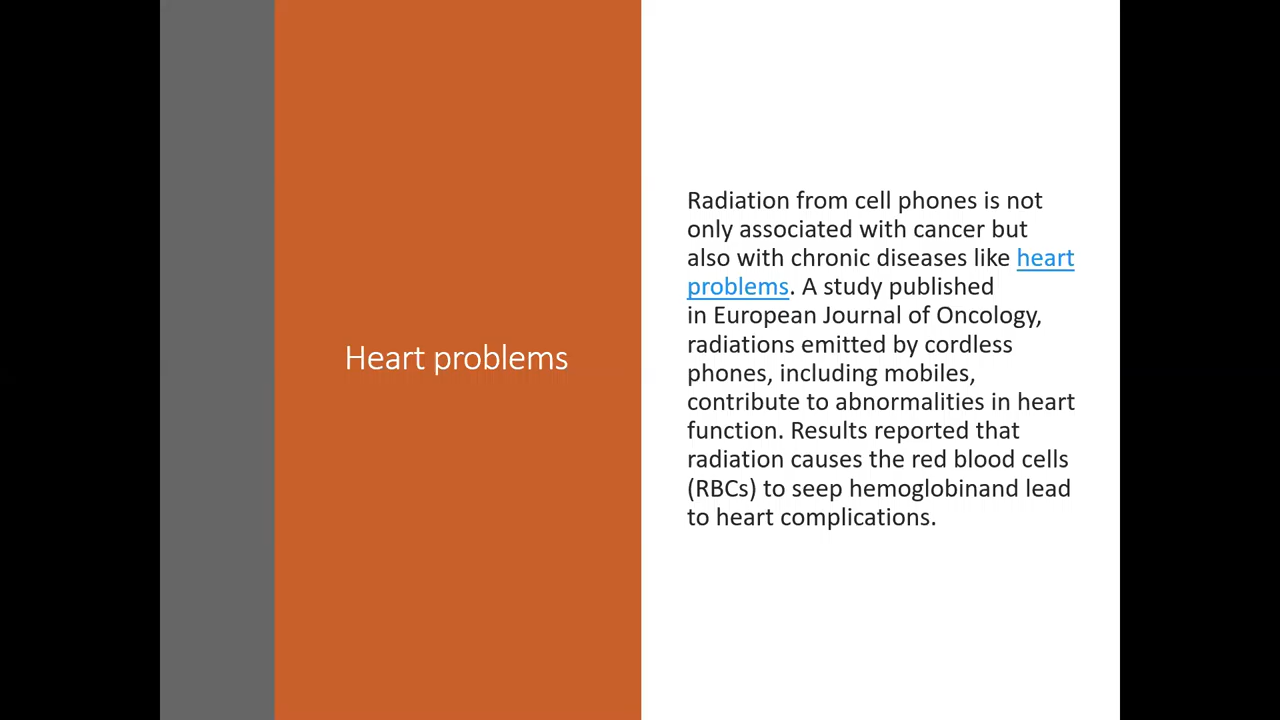 Heart problems
Radiation from cell phones is not
only associated with cancer but
also with chronic diseases like heart
problems. A study published
in European Journal of Oncology,
radiations emitted by cordless
phones, including mobiles,
contribute to abnormalities in heart
function. Results reported that
radiation causes the red blood cells
(RBCs) to seep hemoglobinand lead
to heart complications.